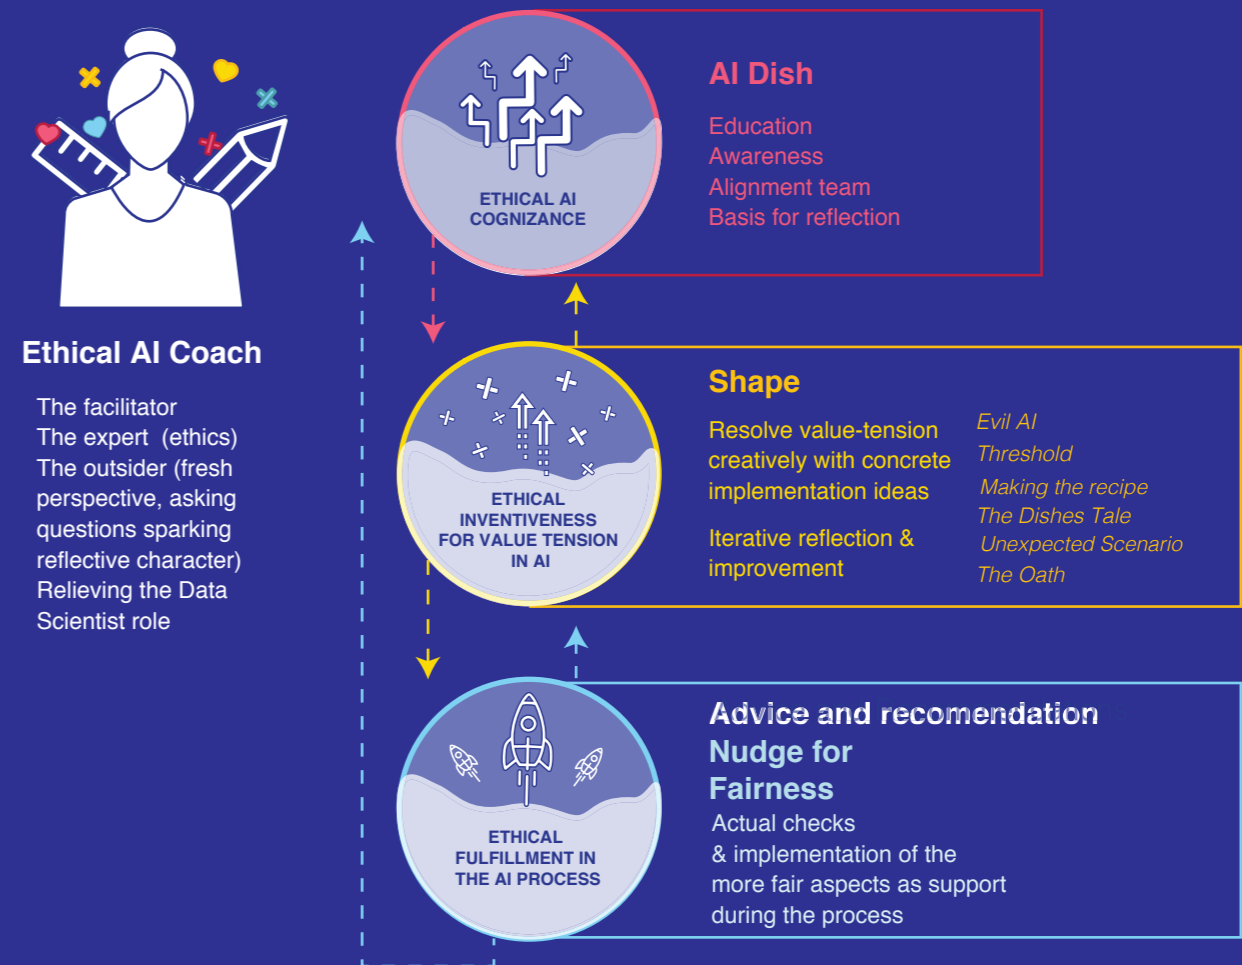 Ethical AI Coach
The facilitator
The expert (ethics)
The outsider (fresh
perspective, asking
questions sparking
reflective character)
Relieving the Data
Scientist role
ETHICAL AI
COGNIZANCE
AI Dish
Education
Awareness
Alignment team
Basis for reflection
ETHICAL
INVENTIVENESS
FOR VALUE TENSION
IN AI
Shape
Resolve value-tension
creatively with concrete
implementation ideas
Iterative reflection &
improvement
Evil AI
Threshold
Making the recipe
The Dishes Tale
Unexpected Scenario
The Oath
ETHICAL
FULFILLMENT IN
THE AI PROCESS
Advice and recomendation
Nudge for
Fairness
Actual checks
& implementation of the
more fair aspects as support
during the process